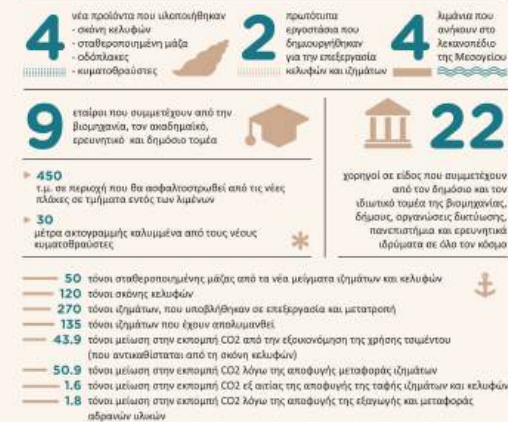 4
νέα προϊόντα που υλοποιήθηκαν
- σκόνη κελυφών
- σταθεροποιημένη μάζα
- οδόπλακες
- κυματοθραύστες
2
πρωτότυπα
εργοστάσια που
δημιουργήθηκαν
για την επεξεργασία
κελυφών και ιζημάτων
4
λιμάνια που
ανήκουν στο
λεκανοπέδιο
της Μεσογείου
9
εταίροι που συμμετέχουν από την
βιομηχανία, τον ακαδημαϊκό,
ερευνητικό και δημόσιο τομέα
22
χορηγοί σε είδος που συμμετέχουν
από τον δημόσιο και τον
ιδιωτικό τομέα της βιομηχανίας,
δήμους, οργανώσεις δικτύωσης,
πανεπιστήμια και ερευνητικά
ιδρύματα σε όλο τον κόσμο
450
τ.μ. σε περιοχή που θα ασφαλτοστρωθεί από τις νέες
πλάκες σε τμήματα εντός των λιμένων
30
μέτρα ακτογραμμής καλυμμένα από τους νέους
κυματοθραύστες
50 τόνοι σταθεροποιημένης μάζας από τα νέα μείγματα ιζημάτων και κελυφών
120 τόνοι σκόνης κελυφών
270 τόνοι ιζημάτων, που υποβλήθηκαν σε επεξεργασία και μετατροπή
135 τόνοι ιζημάτων που έχουν απολυμανθεί
43.9 τόνοι μείωση στην εκπομπή CO2 από την εξοικονόμηση της χρήσης τσιμέντου
(που αντικαθίσταται από τη σκόνη κελυφών)
50.9 τόνοι μείωση στην εκπομπή CO2 λόγω της αποφυγής μεταφοράς ιζημάτων
1.6 τόνοι μείωση στην εκπομπή CO2 εξ αιτίας της αποφυγής της ταφής ιζημάτων και κελυφών
1.8 τόνοι μείωση στην εκπομπή CO2 λόγω της αποφυγής της εξαγωγής και μεταφοράς
αδρανών υλικών